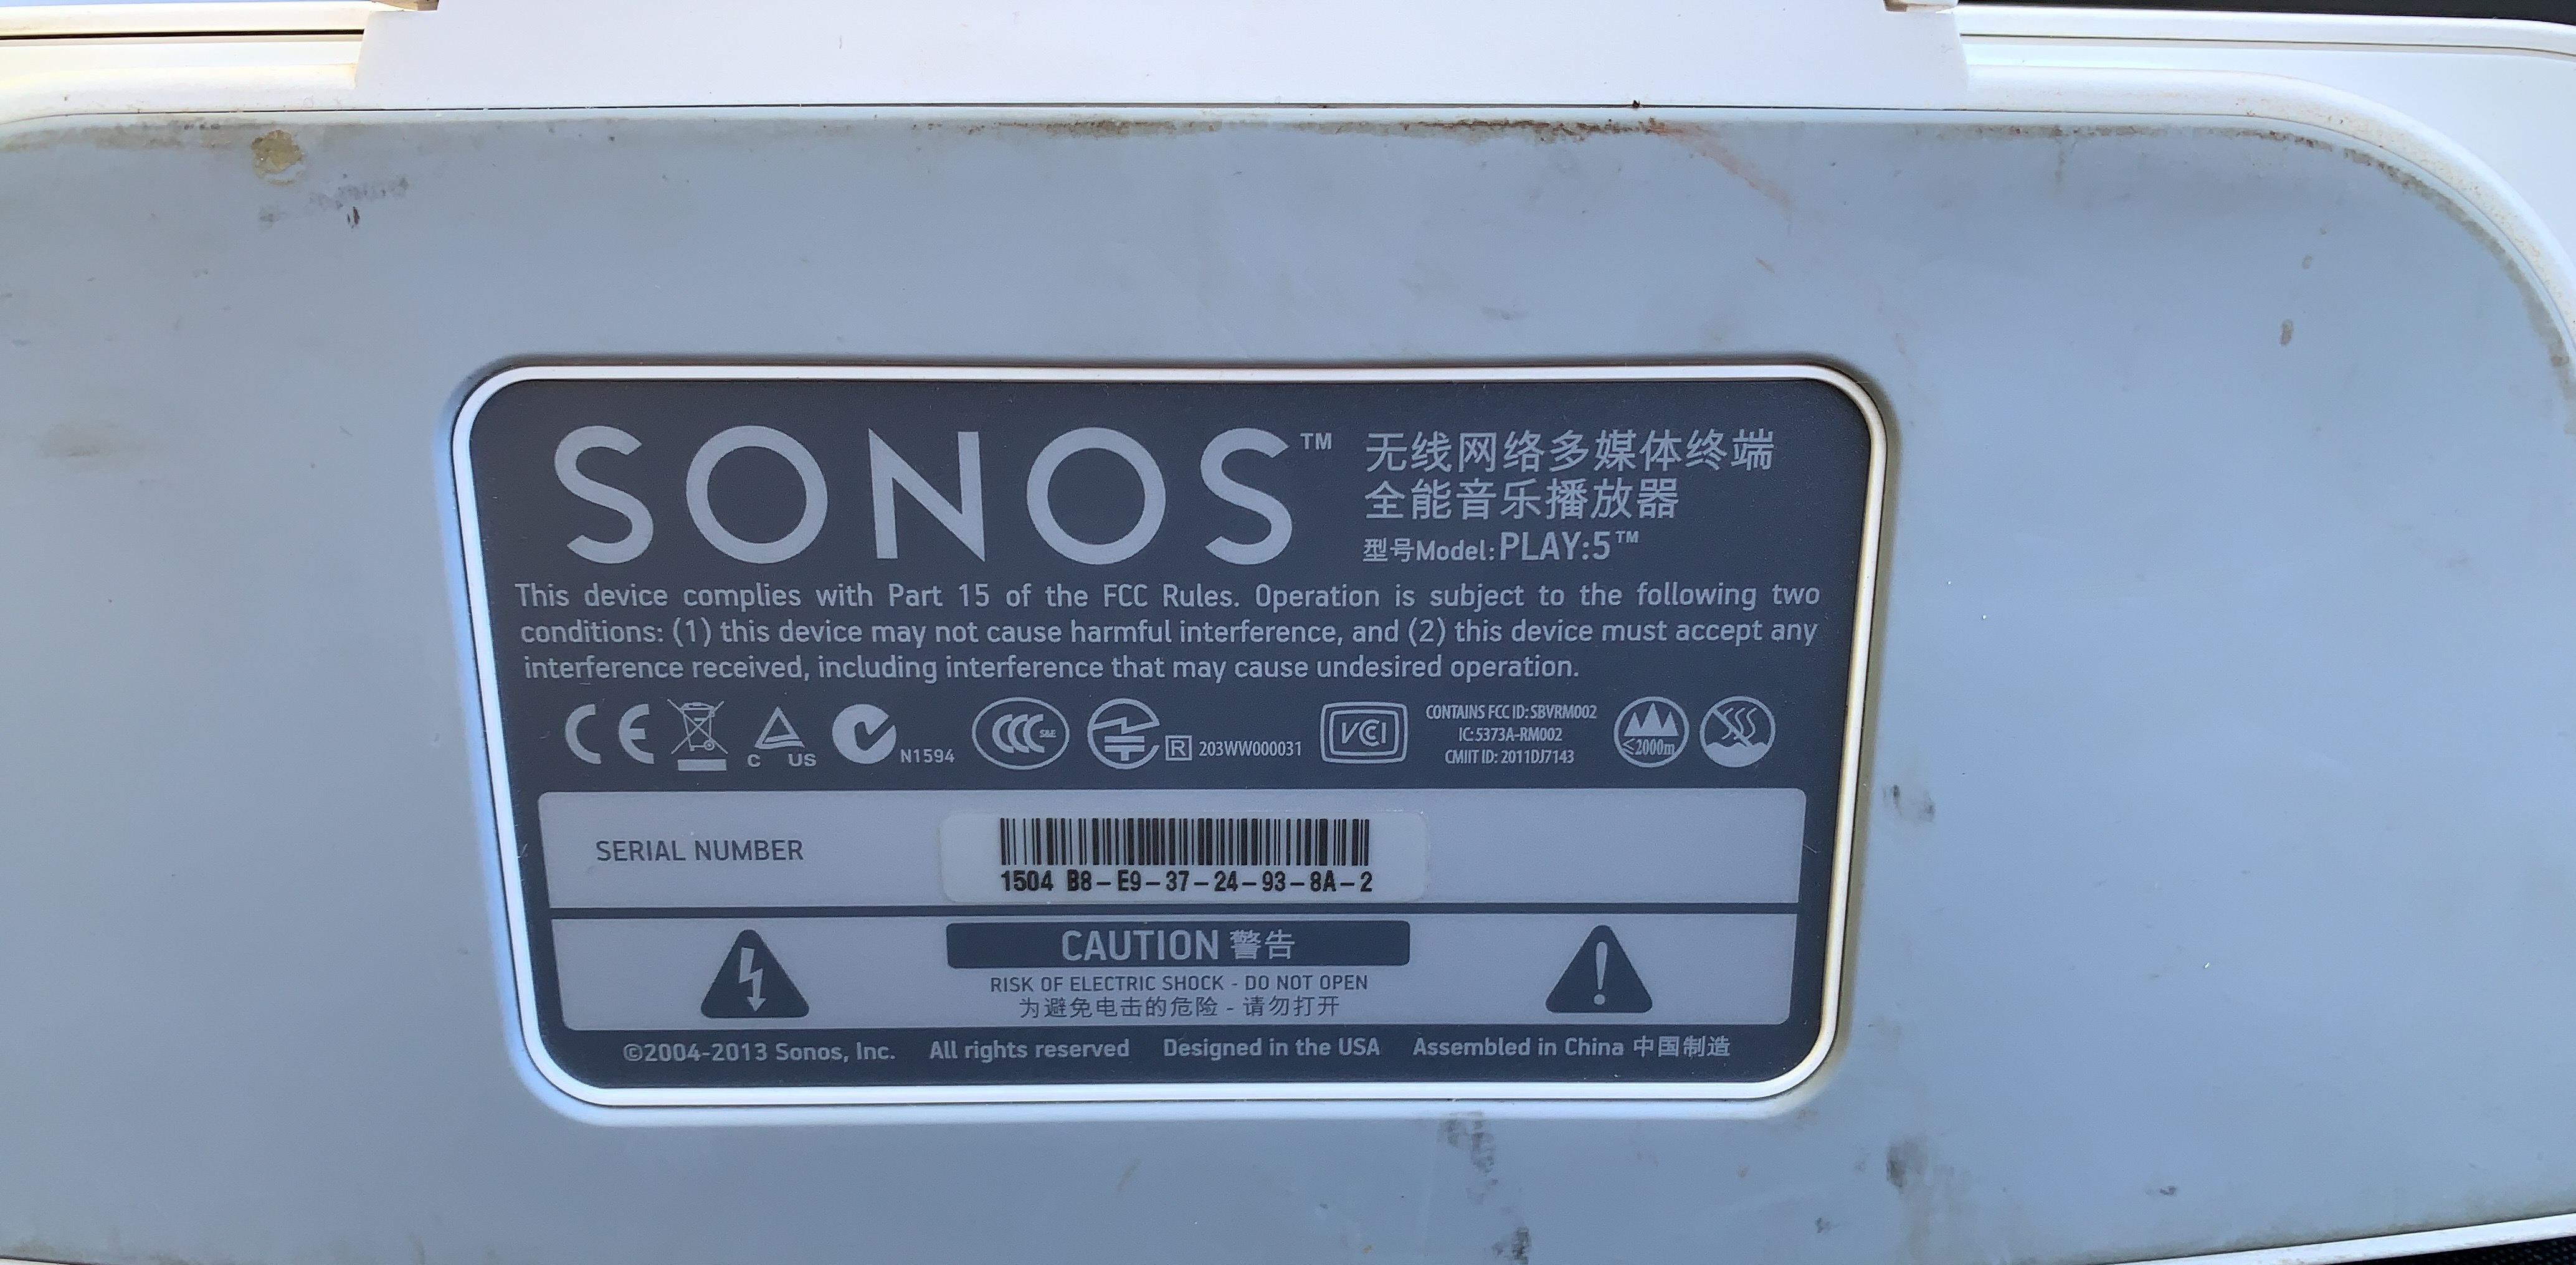 SONOS™
无线网络多媒体终端
全能音乐播放器
型号Model: PLAY:5™
This device complies with Part 15 of the FCC Rules. Operation is subject to the following two
conditions: (1) this device may not cause harmful interference, and (2) this device must accept any
interference received, including interference that may cause undesired operation.
CE
C US
N1594
CCC S&E
R 203WW000031
VCI
CONTAINS FCC ID: SBVRM002
IC: 5373A-RM002
CMIIT ID: 2011DJ7143
≤2000m
SERIAL NUMBER
1504 B8-E9-37-24-93-8A-2
CAUTION 警告
RISK OF ELECTRIC SHOCK - DO NOT OPEN
为避免电击的危险 - 请勿打开
©2004-2013 Sonos, Inc. All rights reserved Designed in the USA Assembled in China 中国制造